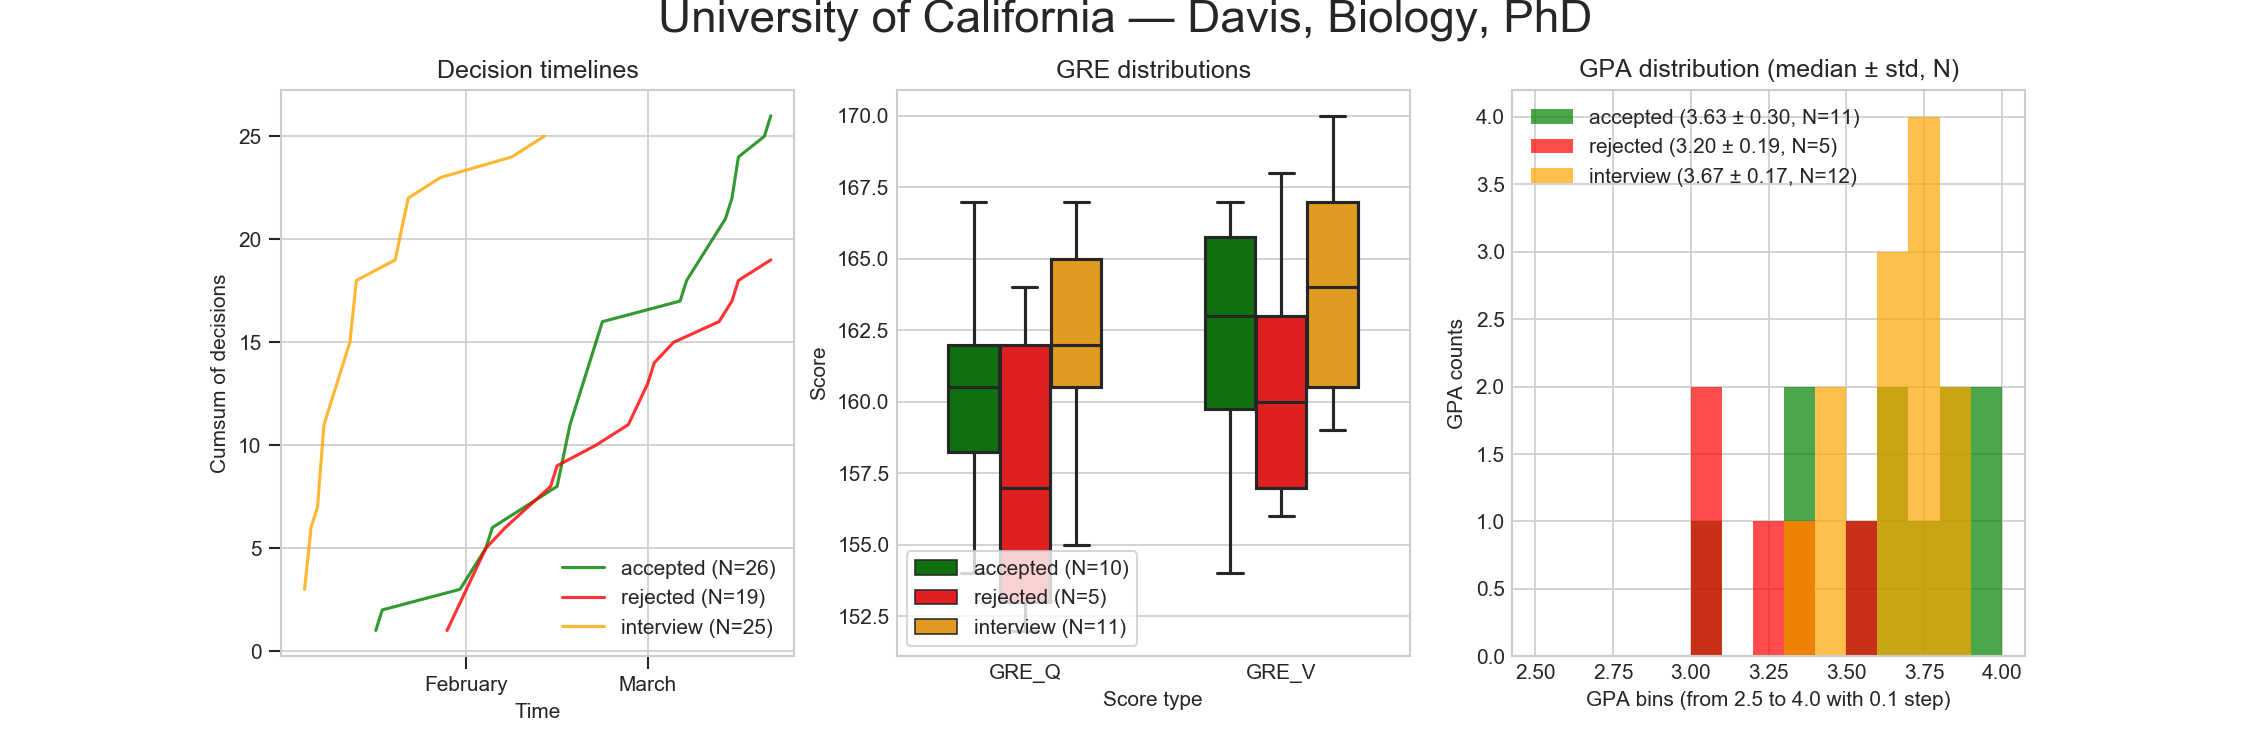 University of California — Davis, Biology, PhD
Decision timelines
25
20
15
10
5
0
Cumsum of decisions
accepted (N=26)
rejected (N=19)
interview (N=25)
February
March
Time
GRE distributions
170.0
167.5
165.0
162.5
160.0
157.5
155.0
152.5
Score
accepted (N=10)
rejected (N=5)
interview (N=11)
GRE_Q
GRE_V
Score type
GPA distribution (median ± std, N)
accepted (3.63 ± 0.30, N=11)
rejected (3.20 ± 0.19, N=5)
interview (3.67 ± 0.17, N=12)
4.0
3.5
3.0
2.5
2.0
1.5
1.0
0.5
0.0
GPA counts
2.50
2.75
3.00
3.25
3.50
3.75
4.00
GPA bins (from 2.5 to 4.0 with 0.1 step)